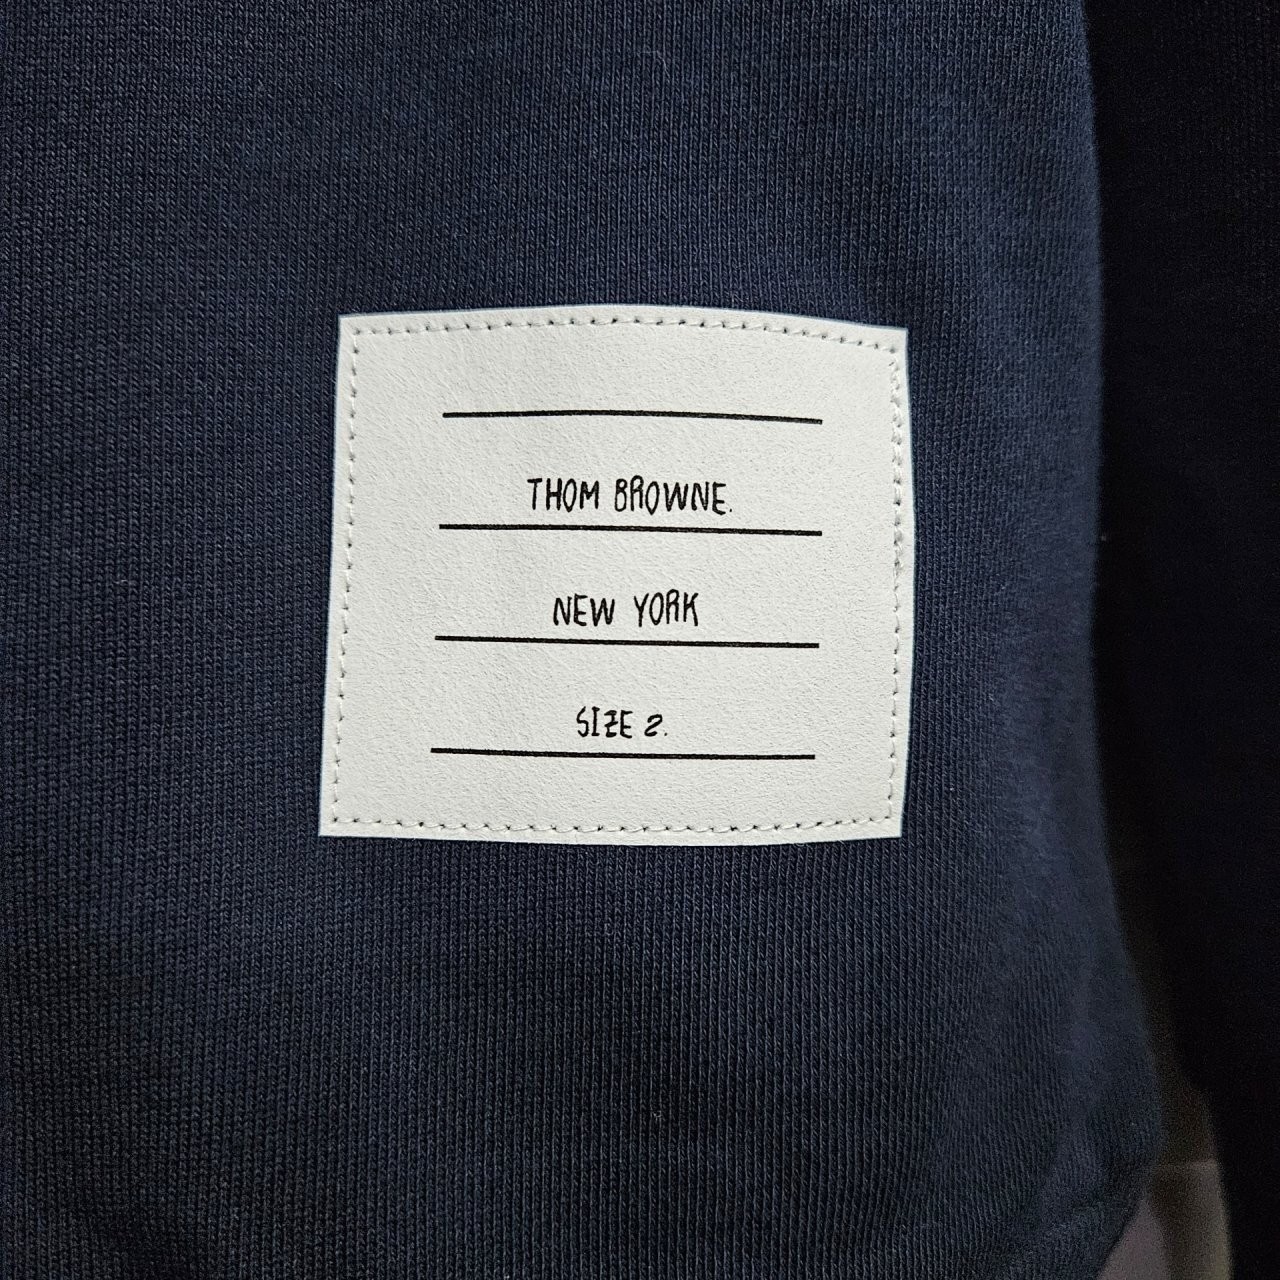 THOM BROWNE.
NEW YORK
SIZE 2.